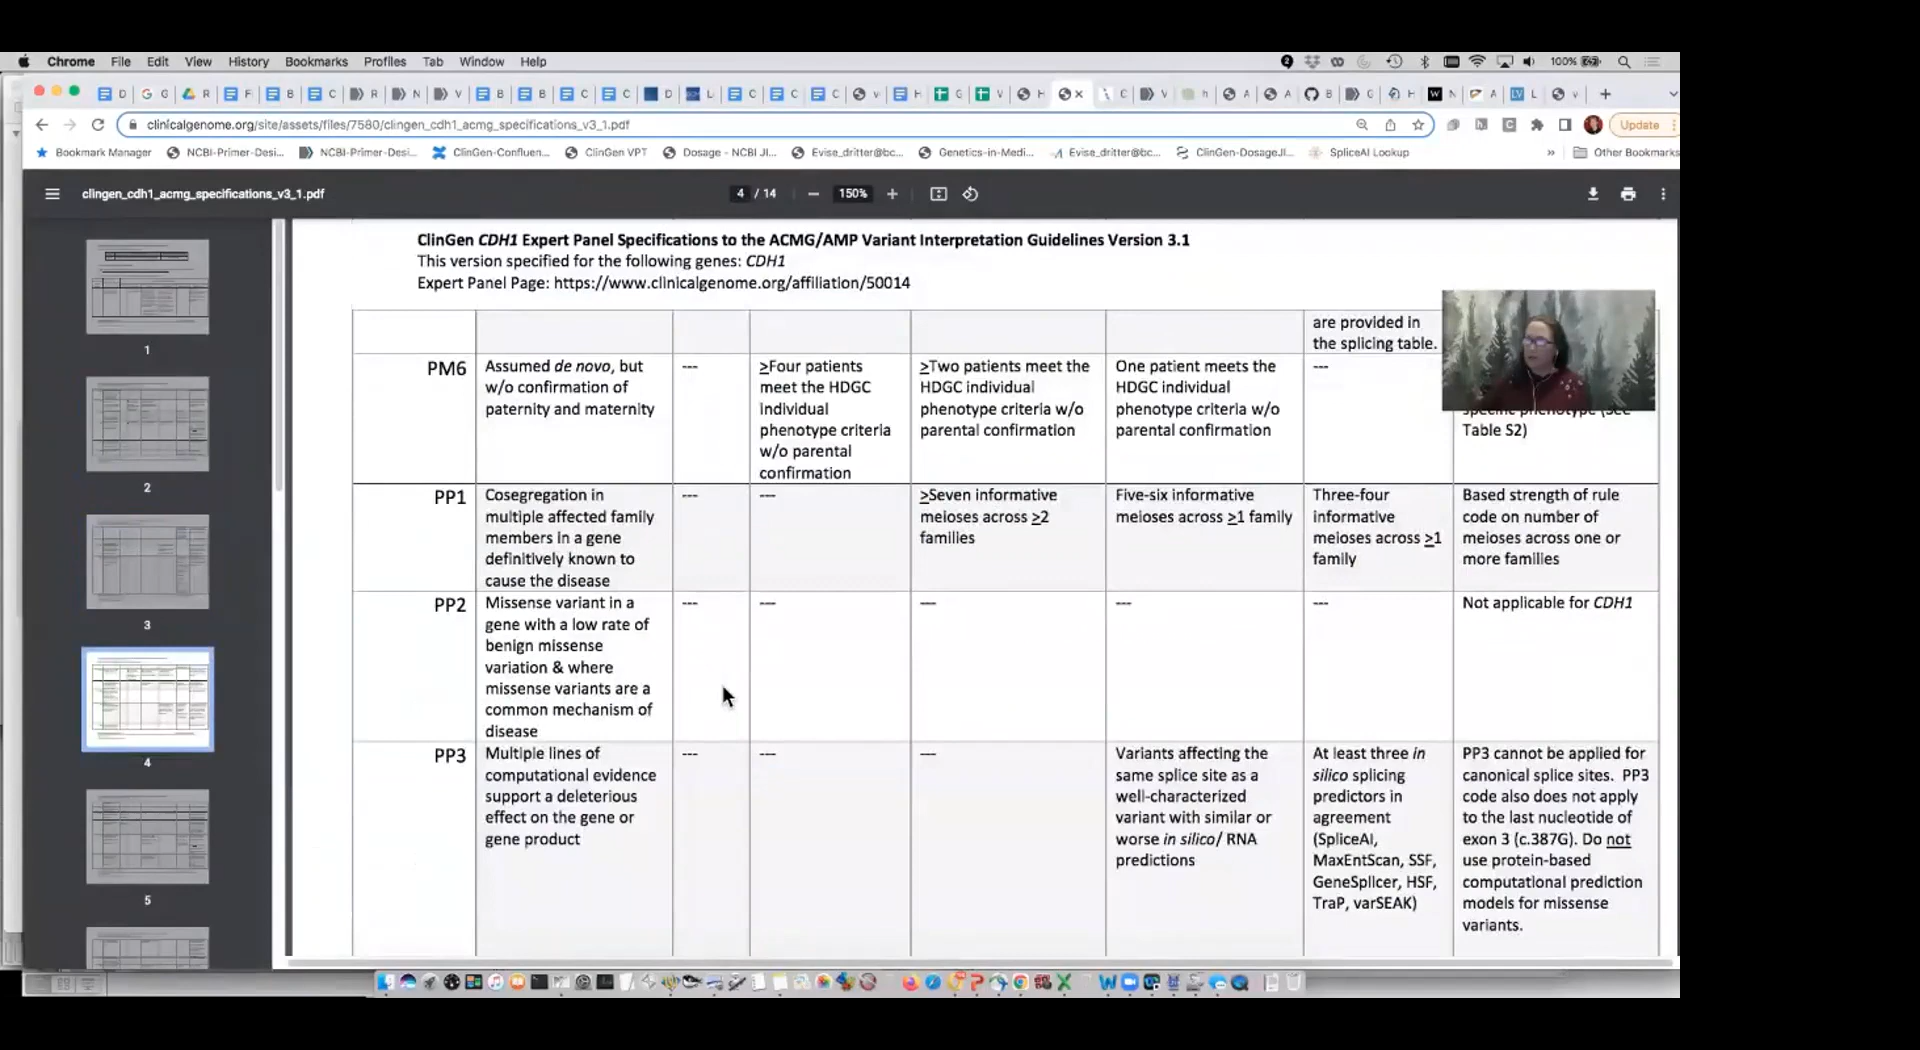 Chrome File Edit View History Bookmarks Profiles Tab Window Help 100%
D G R F B C R N V B B C C D L C C C v H G V H × C V h A A B G H W N A LV L v +
clinicalgenome.org/site/assets/files/7580/clingen_cdh1_acmg_specifications_v3_1.pdf Update
Bookmark Manager NCBI-Primer-Desi... NCBI-Primer-Desi... ClinGen-Confluen... ClinGen VPT Dosage - NCBI JI... Evise_dritter@bc... Genetics-in-Medi... Evise_dritter@bc... ClinGen-DosageJI... SpliceAI Lookup » Other Bookmarks
clingen_cdh1_acmg_specifications_v3_1.pdf 4 / 14 − 150% +
1
2
3
4
5
ClinGen CDH1 Expert Panel Specifications to the ACMG/AMP Variant Interpretation Guidelines Version 3.1
This version specified for the following genes: CDH1
Expert Panel Page: https://www.clinicalgenome.org/affiliation/50014
are provided in
the splicing table.
PM6
Assumed de novo, but
w/o confirmation of
paternity and maternity
---
≥Four patients
meet the HDGC
individual
phenotype criteria
w/o parental
confirmation
≥Two patients meet the
HDGC individual
phenotype criteria w/o
parental confirmation
One patient meets the
HDGC individual
phenotype criteria w/o
parental confirmation
---
specific phenotype (See
Table S2)
PP1
Cosegregation in
multiple affected family
members in a gene
definitively known to
cause the disease
---
---
≥Seven informative
meioses across ≥2
families
Five-six informative
meioses across ≥1 family
Three-four
informative
meioses across ≥1
family
Based strength of rule
code on number of
meioses across one or
more families
PP2
Missense variant in a
gene with a low rate of
benign missense
variation & where
missense variants are a
common mechanism of
disease
---
---
---
---
---
Not applicable for CDH1
PP3
Multiple lines of
computational evidence
support a deleterious
effect on the gene or
gene product
---
---
---
Variants affecting the
same splice site as a
well-characterized
variant with similar or
worse in silico/ RNA
predictions
At least three in
silico splicing
predictors in
agreement
(SpliceAI,
MaxEntScan, SSF,
GeneSplicer, HSF,
TraP, varSEAK)
PP3 cannot be applied for
canonical splice sites. PP3
code also does not apply
to the last nucleotide of
exon 3 (c.387G). Do not
use protein-based
computational prediction
models for missense
variants.